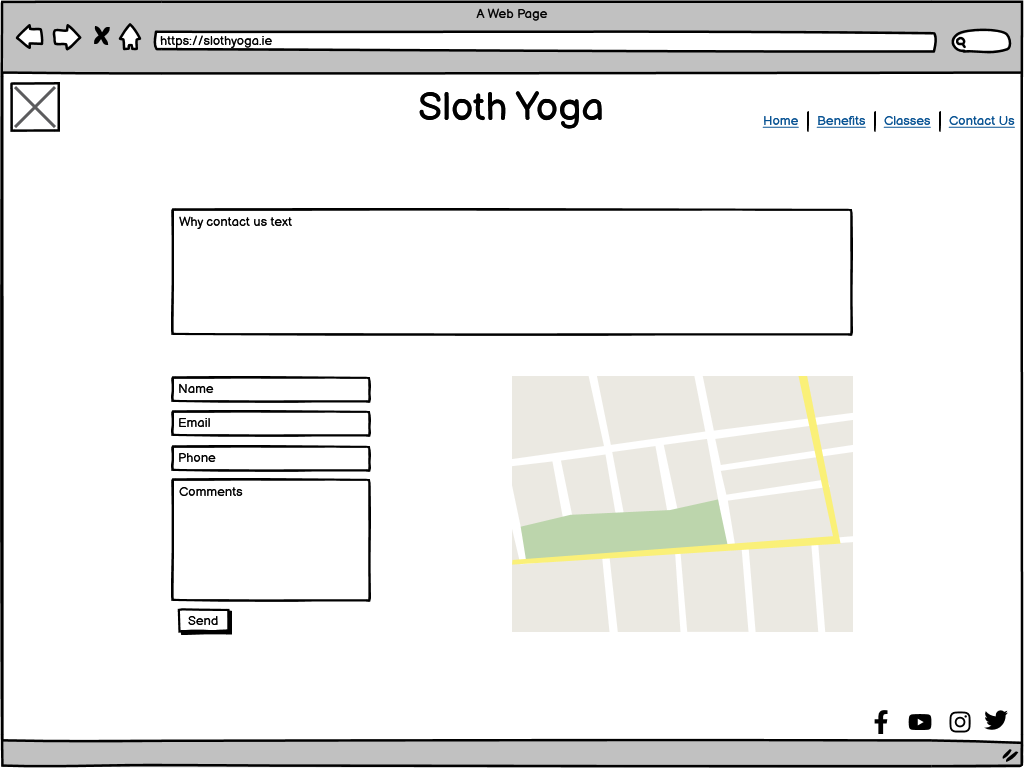 A Web Page
https://slothyoga.ie
Sloth Yoga
Home Benefits Classes Contact Us
Why contact us text
Name
Email
Phone
Comments
Send